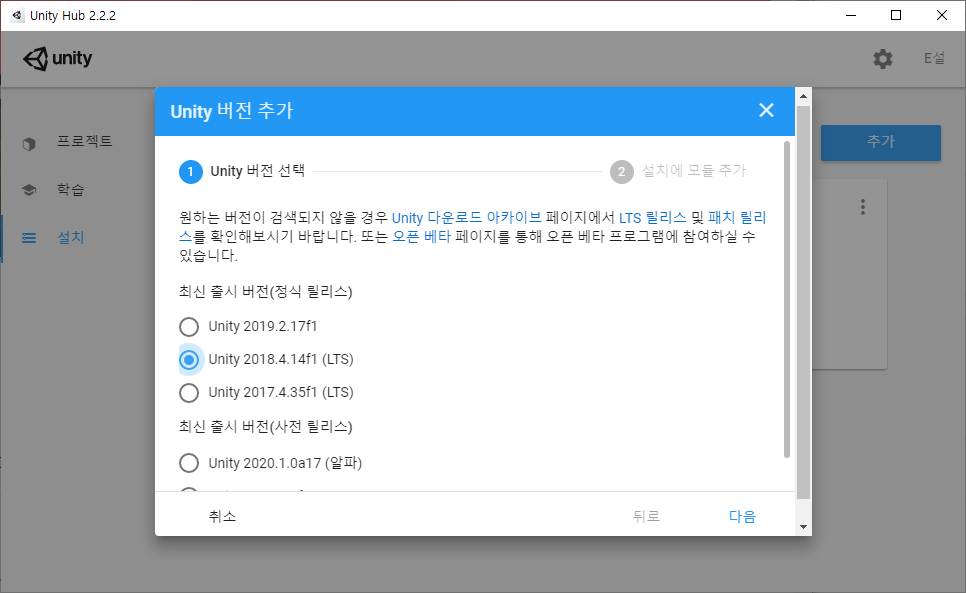 Unity Hub 2.2.2
unity
E설
프로젝트
학습
설치
추가
Unity 버전 추가
1 Unity 버전 선택
2 설치에 모듈 추가
원하는 버전이 검색되지 않을 경우 Unity 다운로드 아카이브 페이지에서 LTS 릴리스 및 패치 릴리
스를 확인해보시기 바랍니다. 또는 오픈 베타 페이지를 통해 오픈 베타 프로그램에 참여하실 수
있습니다.
최신 출시 버전(정식 릴리스)
Unity 2019.2.17f1
Unity 2018.4.14f1 (LTS)
Unity 2017.4.35f1 (LTS)
최신 출시 버전(사전 릴리스)
Unity 2020.1.0a17 (알파)
취소
뒤로
다음